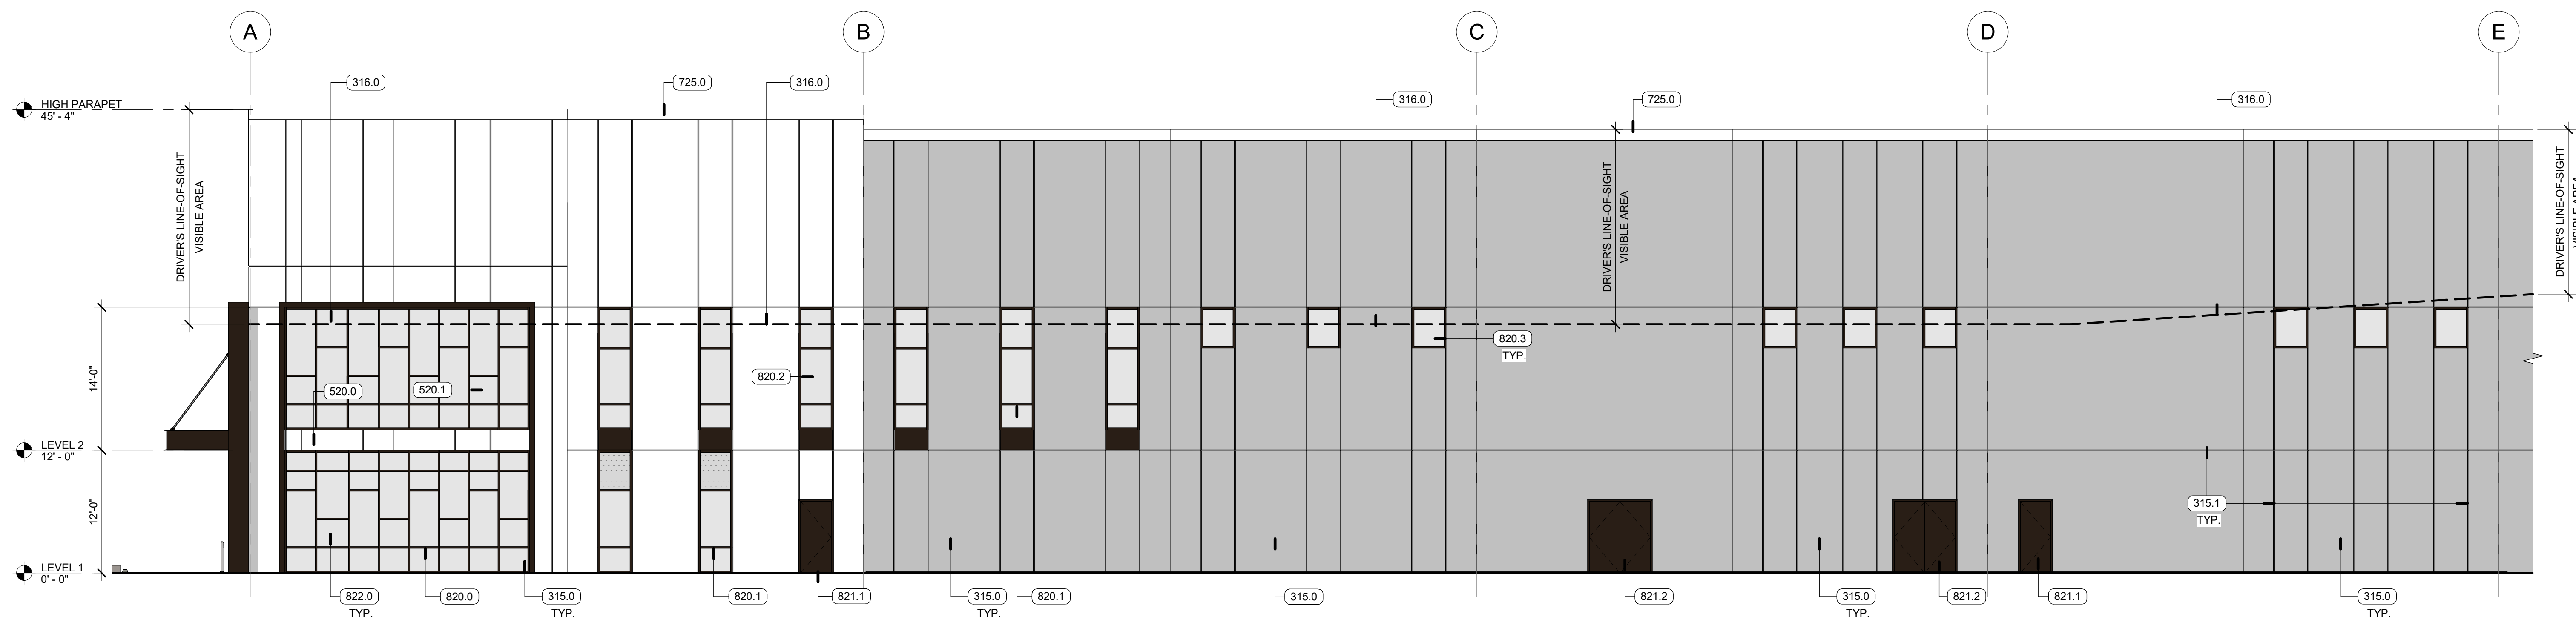 A
B
C
D
E
316.0
725.0
316.0
316.0
725.0
316.0
HIGH PARAPET
45' - 4"
DRIVER'S LINE-OF-SIGHT
VISIBLE AREA
DRIVER'S LINE-OF-SIGHT
VISIBLE AREA
DRIVER'S LINE-OF-SIGHT
VISIBLE AREA
820.3
TYP.
14'-0"
820.2
520.0
520.1
LEVEL 2
12' - 0"
12'-0"
315.1
TYP.
LEVEL 1
0' - 0"
822.0
TYP.
820.0
315.0
TYP.
820.1
821.1
315.0
TYP.
820.1
315.0
821.2
315.0
TYP.
821.2
821.1
315.0
TYP.